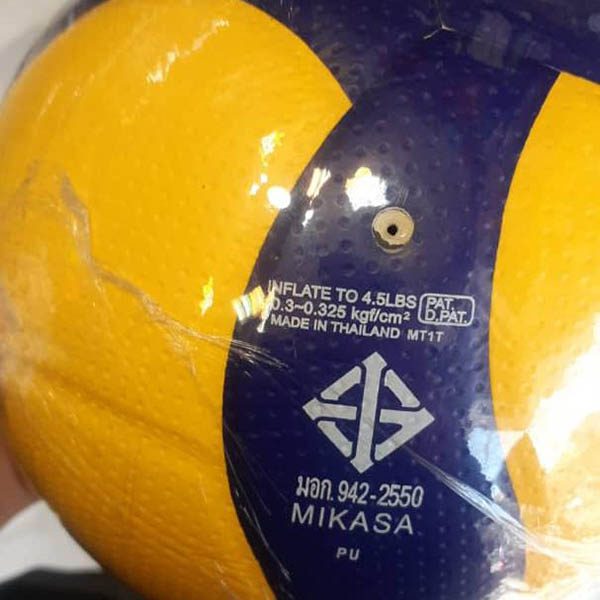 INFLATE TO 4.5LBS
0.3~0.325 kgf/cm²
PAT.
D.PAT.
MADE IN THAILAND MT1T
มอก. 942-2550
MIKASA
PU